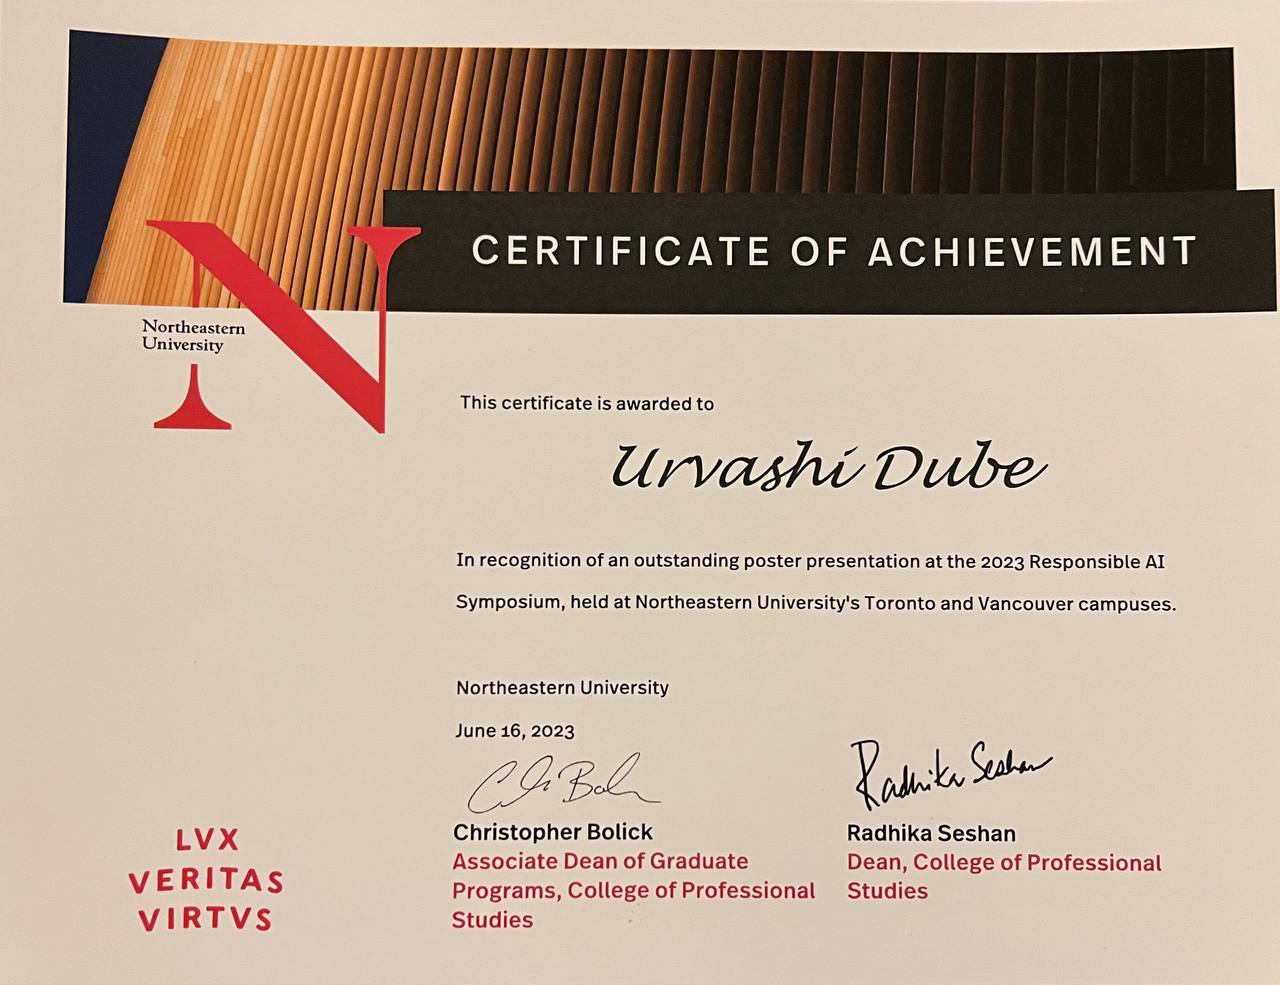 CERTIFICATE OF ACHIEVEMENT
Northeastern
University
This certificate is awarded to
Urvashi Dube
In recognition of an outstanding poster presentation at the 2023 Responsible AI
Symposium, held at Northeastern University's Toronto and Vancouver campuses.
Northeastern University
June 16, 2023
Radhika Seshan
Christopher Bolick
Associate Dean of Graduate
Programs, College of Professional
Studies
Radhika Seshan
Dean, College of Professional
Studies
LVX
VERITAS
VIRTVS